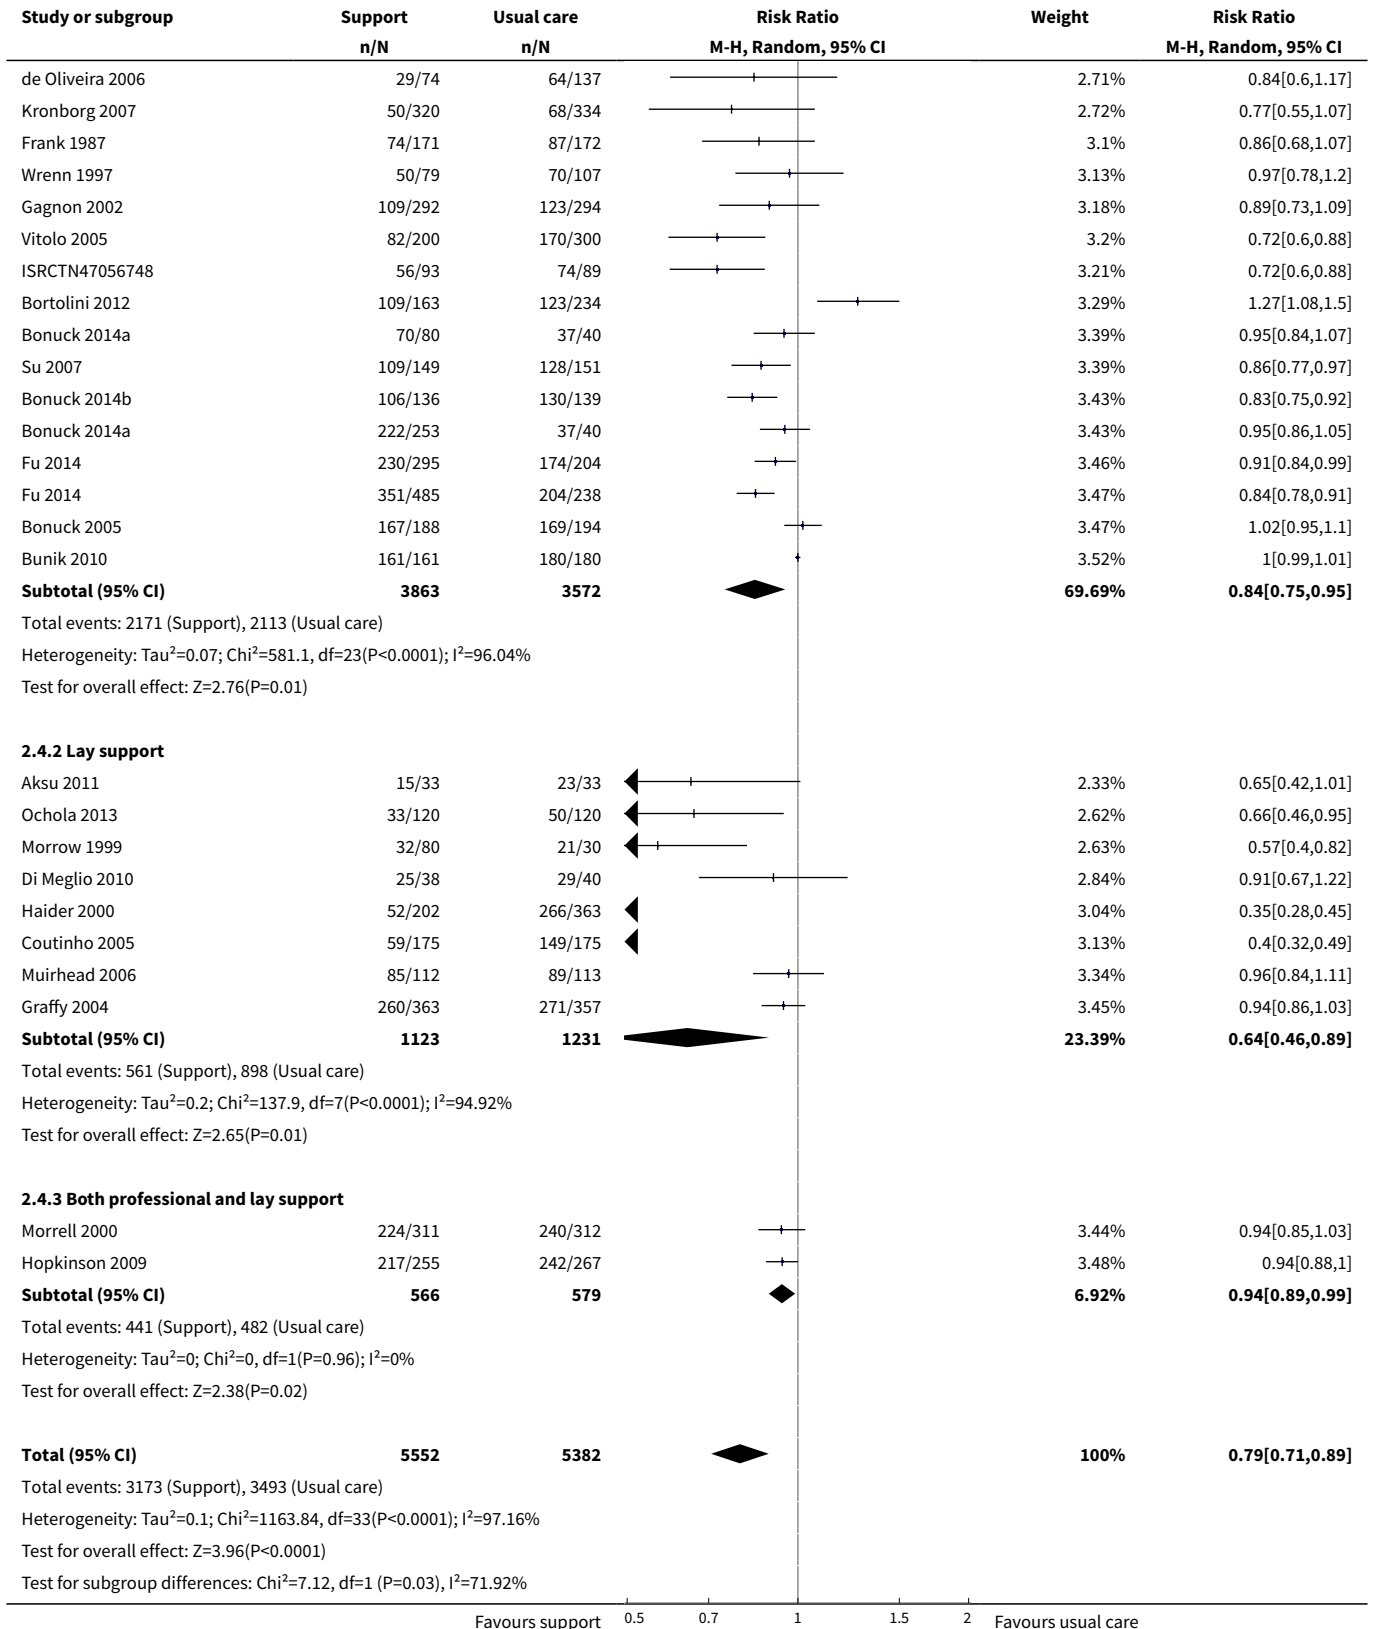 Study or subgroup Support Usual care Risk Ratio Weight Risk Ratio
n/N n/N M-H, Random, 95% CI M-H, Random, 95% CI
de Oliveira 2006 29/74 64/137 2.71% 0.84[0.6,1.17]
Kronborg 2007 50/320 68/334 2.72% 0.77[0.55,1.07]
Frank 1987 74/171 87/172 3.1% 0.86[0.68,1.07]
Wrenn 1997 50/79 70/107 3.13% 0.97[0.78,1.2]
Gagnon 2002 109/292 123/294 3.18% 0.89[0.73,1.09]
Vitolo 2005 82/200 170/300 3.2% 0.72[0.6,0.88]
ISRCTN47056748 56/93 74/89 3.21% 0.72[0.6,0.88]
Bortolini 2012 109/163 123/234 3.29% 1.27[1.08,1.5]
Bonuck 2014a 70/80 37/40 3.39% 0.95[0.84,1.07]
Su 2007 109/149 128/151 3.39% 0.86[0.77,0.97]
Bonuck 2014b 106/136 130/139 3.43% 0.83[0.75,0.92]
Bonuck 2014a 222/253 37/40 3.43% 0.95[0.86,1.05]
Fu 2014 230/295 174/204 3.46% 0.91[0.84,0.99]
Fu 2014 351/485 204/238 3.47% 0.84[0.78,0.91]
Bonuck 2005 167/188 169/194 3.47% 1.02[0.95,1.1]
Bunik 2010 161/161 180/180 3.52% 1[0.99,1.01]
Subtotal (95% CI) 3863 3572 69.69% 0.84[0.75,0.95]
Total events: 2171 (Support), 2113 (Usual care)
Heterogeneity: Tau²=0.07; Chi²=581.1, df=23(P<0.0001); I²=96.04%
Test for overall effect: Z=2.76(P=0.01)
2.4.2 Lay support
Aksu 2011 15/33 23/33 2.33% 0.65[0.42,1.01]
Ochola 2013 33/120 50/120 2.62% 0.66[0.46,0.95]
Morrow 1999 32/80 21/30 2.63% 0.57[0.4,0.82]
Di Meglio 2010 25/38 29/40 2.84% 0.91[0.67,1.22]
Haider 2000 52/202 266/363 3.04% 0.35[0.28,0.45]
Coutinho 2005 59/175 149/175 3.13% 0.4[0.32,0.49]
Muirhead 2006 85/112 89/113 3.34% 0.96[0.84,1.11]
Graffy 2004 260/363 271/357 3.45% 0.94[0.86,1.03]
Subtotal (95% CI) 1123 1231 23.39% 0.64[0.46,0.89]
Total events: 561 (Support), 898 (Usual care)
Heterogeneity: Tau²=0.2; Chi²=137.9, df=7(P<0.0001); I²=94.92%
Test for overall effect: Z=2.65(P=0.01)
2.4.3 Both professional and lay support
Morrell 2000 224/311 240/312 3.44% 0.94[0.85,1.03]
Hopkinson 2009 217/255 242/267 3.48% 0.94[0.88,1]
Subtotal (95% CI) 566 579 6.92% 0.94[0.89,0.99]
Total events: 441 (Support), 482 (Usual care)
Heterogeneity: Tau²=0; Chi²=0, df=1(P=0.96); I²=0%
Test for overall effect: Z=2.38(P=0.02)
Total (95% CI) 5552 5382 100% 0.79[0.71,0.89]
Total events: 3173 (Support), 3493 (Usual care)
Heterogeneity: Tau²=0.1; Chi²=1163.84, df=33(P<0.0001); I²=97.16%
Test for overall effect: Z=3.96(P<0.0001)
Test for subgroup differences: Chi²=7.12, df=1 (P=0.03), I²=71.92%
Favours support 0.5 0.7 1 1.5 2 Favours usual care